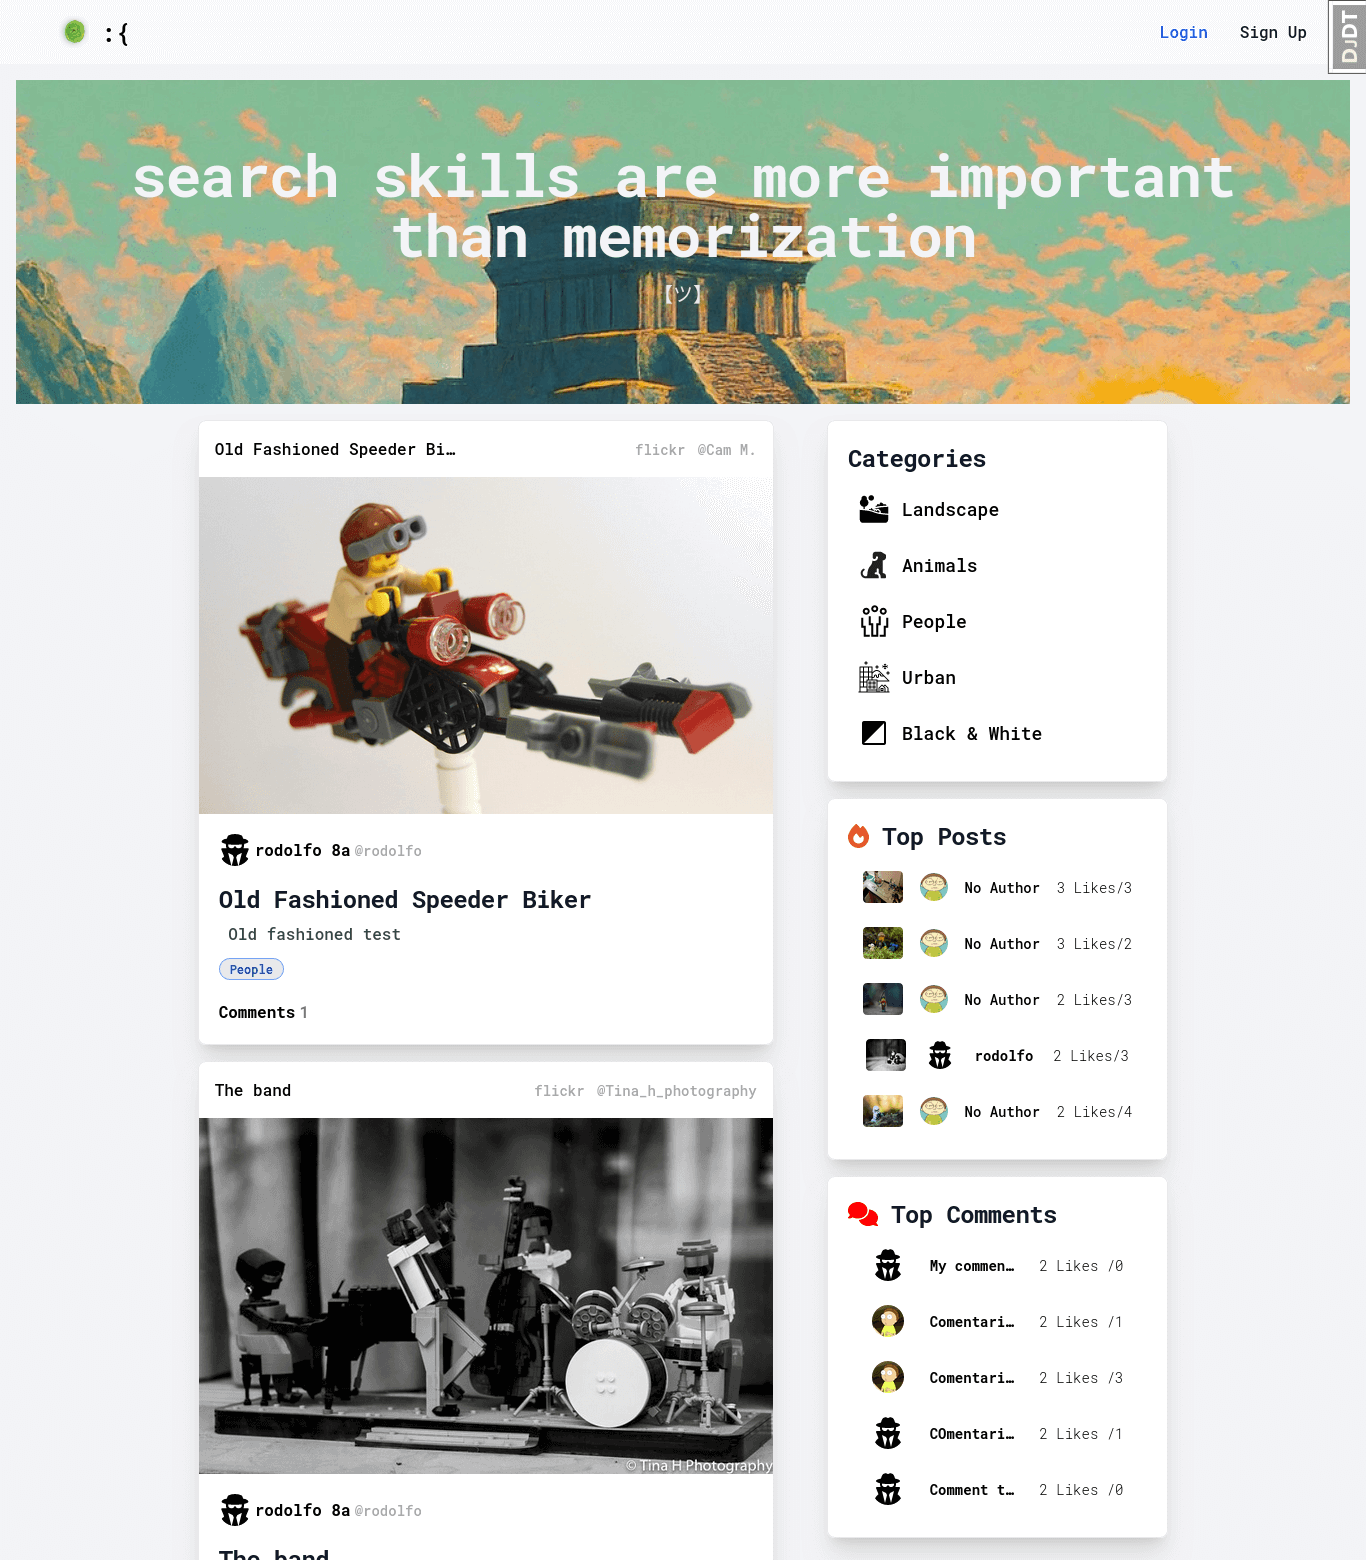 :{
Login
Sign Up
DjDT
search skills are more important
than memorization
【ツ】
Old Fashioned Speeder Bi…
flickr @Cam M.
rodolfo 8a @rodolfo
Old Fashioned Speeder Biker
Old fashioned test
People
Comments 1
The band
flickr @Tina_h_photography
© Tina H Photography
rodolfo 8a @rodolfo
The band
Categories
Landscape
Animals
People
Urban
Black & White
Top Posts
No Author 3 Likes/3
No Author 3 Likes/2
No Author 2 Likes/3
rodolfo 2 Likes/3
No Author 2 Likes/4
Top Comments
My commen… 2 Likes /0
Comentari… 2 Likes /1
Comentari… 2 Likes /3
COmentari… 2 Likes /1
Comment t… 2 Likes /0